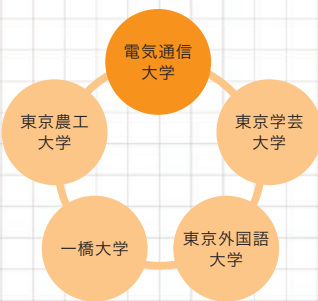 電気通信
大学
東京農工
大学
東京学芸
大学
一橋大学
東京外国語
大学